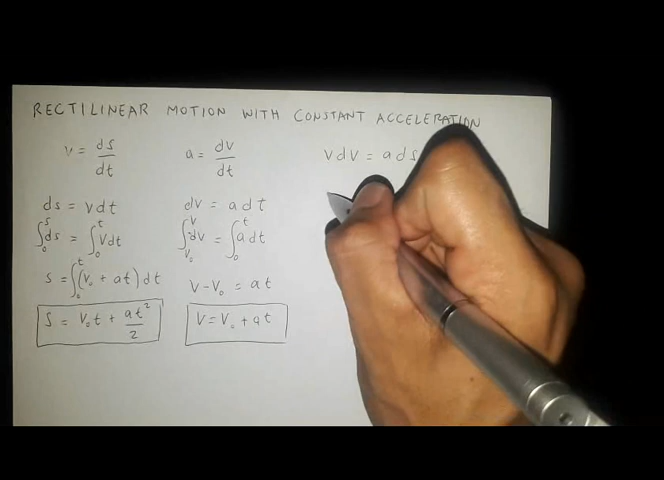 RECTILINEAR MOTION WITH CONSTANT ACCELERATION
v = ds/dt
ds = vdt
∫₀ˢ ds = ∫₀ᵗ vdt
s = ∫₀ᵗ (v₀ + at) dt
s = v₀t + at²/2
a = dv/dt
dv = adt
∫ᵥ₀ᵛ dv = ∫₀ᵗ adt
v-v₀ = at
v = v₀ + at
vdv = ads